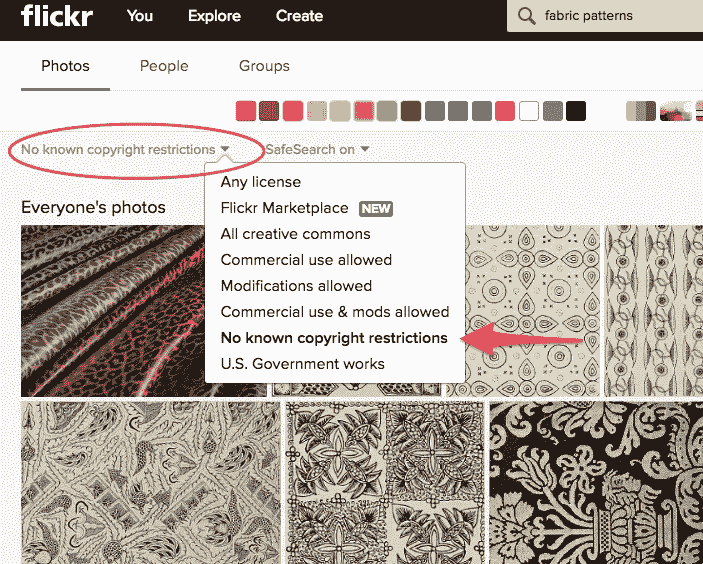 flickr You Explore Create fabric patterns
Photos People Groups
No known copyright restrictions SafeSearch on
Any license
Flickr Marketplace NEW
All creative commons
Commercial use allowed
Modifications allowed
Commercial use & mods allowed
No known copyright restrictions
U.S. Government works
Everyone's photos